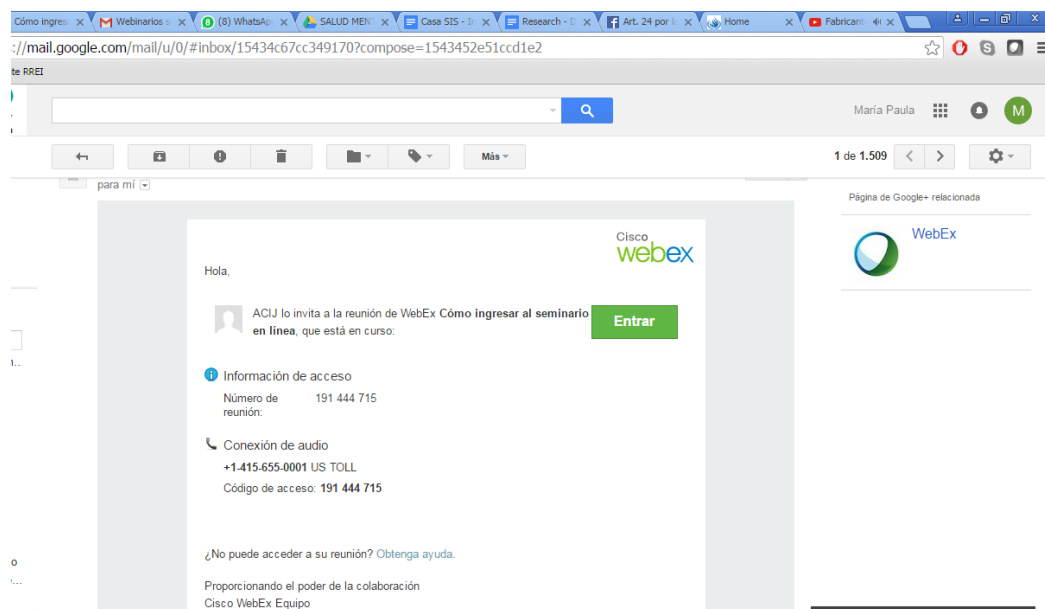 Cómo ingres
Webinarios s
(8) WhatsAp
SALUD MENT
Casa SIS - I
Research - D
Art. 24 por l
Home
Fabricant
://mail.google.com/mail/u/0/#inbox/15434c67cc349170?compose=1543452e51ccd1e2
te RREI
María Paula
M
Más
1 de 1.509
para mí
Página de Google+ relacionada
WebEx
Cisco
webex
Hola,
ACIJ lo invita a la reunión de WebEx Cómo ingresar al seminario
en línea, que está en curso:
Entrar
Información de acceso
Número de 191 444 715
reunión:
Conexión de audio
+1-415-655-0001 US TOLL
Código de acceso: 191 444 715
¿No puede acceder a su reunión? Obtenga ayuda.
Proporcionando el poder de la colaboración
Cisco WebEx Equipo